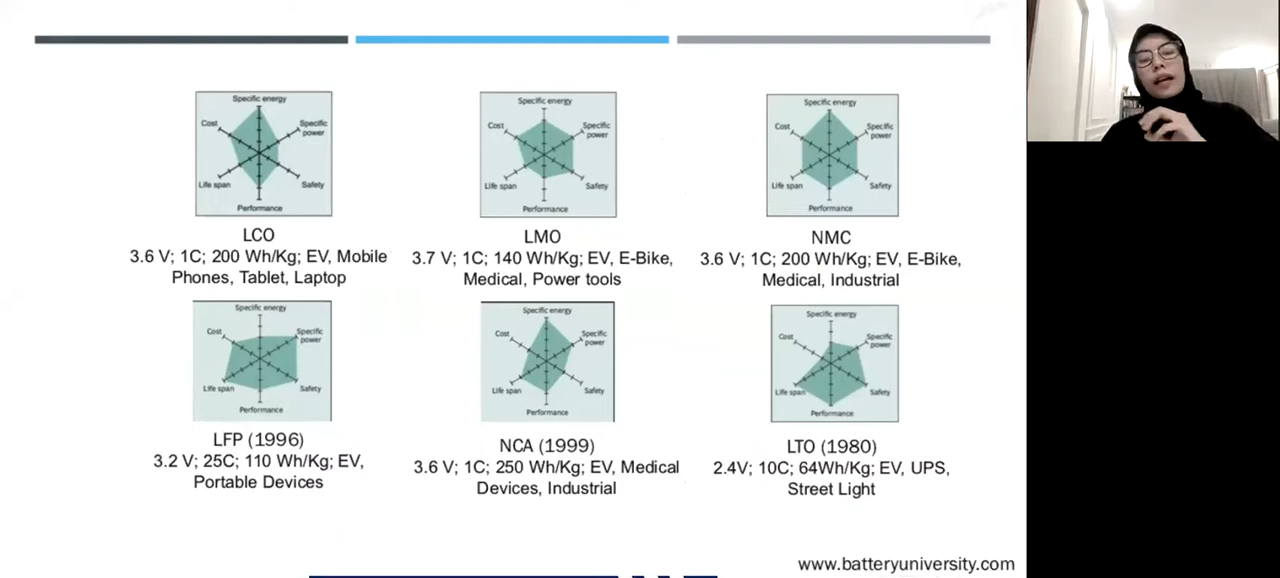 Specific energy
Cost
Specific
power
Life span
Safety
Performance
LCO
3.6 V; 1C; 200 Wh/Kg; EV, Mobile
Phones, Tablet, Laptop
Specific energy
Cost
Specific
power
Life span
Safety
Performance
LMO
3.7 V; 1C; 140 Wh/Kg; EV, E-Bike,
Medical, Power tools
Specific energy
Cost
Specific
power
Life span
Safety
Performance
NMC
3.6 V; 1C; 200 Wh/Kg; EV, E-Bike,
Medical, Industrial
Specific energy
Cost
Specific
power
Life span
Safety
Performance
LFP (1996)
3.2 V; 25C; 110 Wh/Kg; EV,
Portable Devices
Specific energy
Cost
Specific
power
Life span
Safety
Performance
NCA (1999)
3.6 V; 1C; 250 Wh/Kg; EV, Medical
Devices, Industrial
Specific energy
Cost
Specific
power
Life span
Safety
Performance
LTO (1980)
2.4V; 10C; 64Wh/Kg; EV, UPS,
Street Light
www.batteryuniversity.com